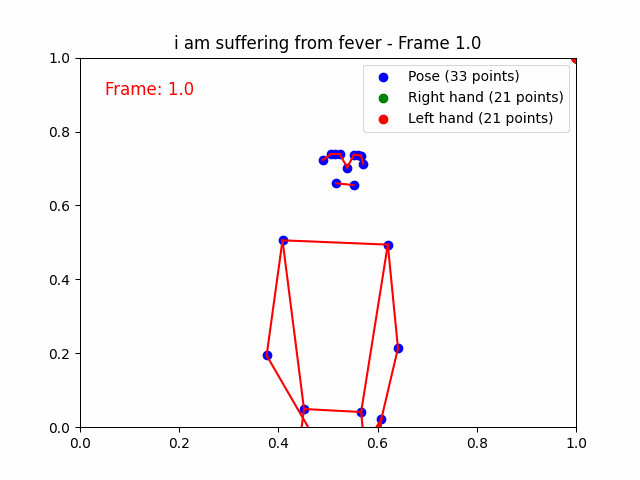 i am suffering from fever - Frame 1.0
1.0
Frame: 1.0
Pose (33 points)
Right hand (21 points)
Left hand (21 points)
0.8
0.6
0.4
0.2
0.0
0.0 0.2 0.4 0.6 0.8 1.0